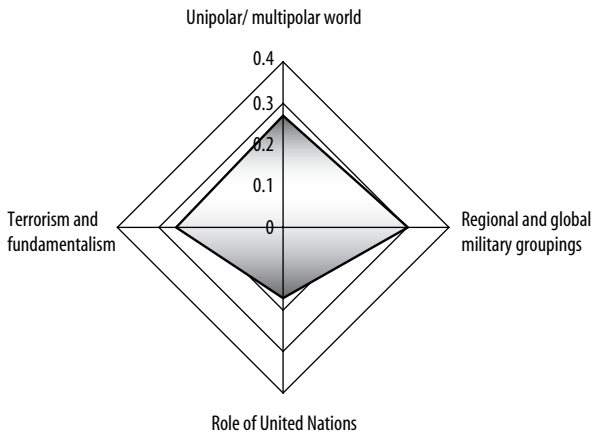 Unipolar/ multipolar world
0.4
0.3
0.2
0.1
0
Terrorism and
fundamentalism
Regional and global
military groupings
Role of United Nations